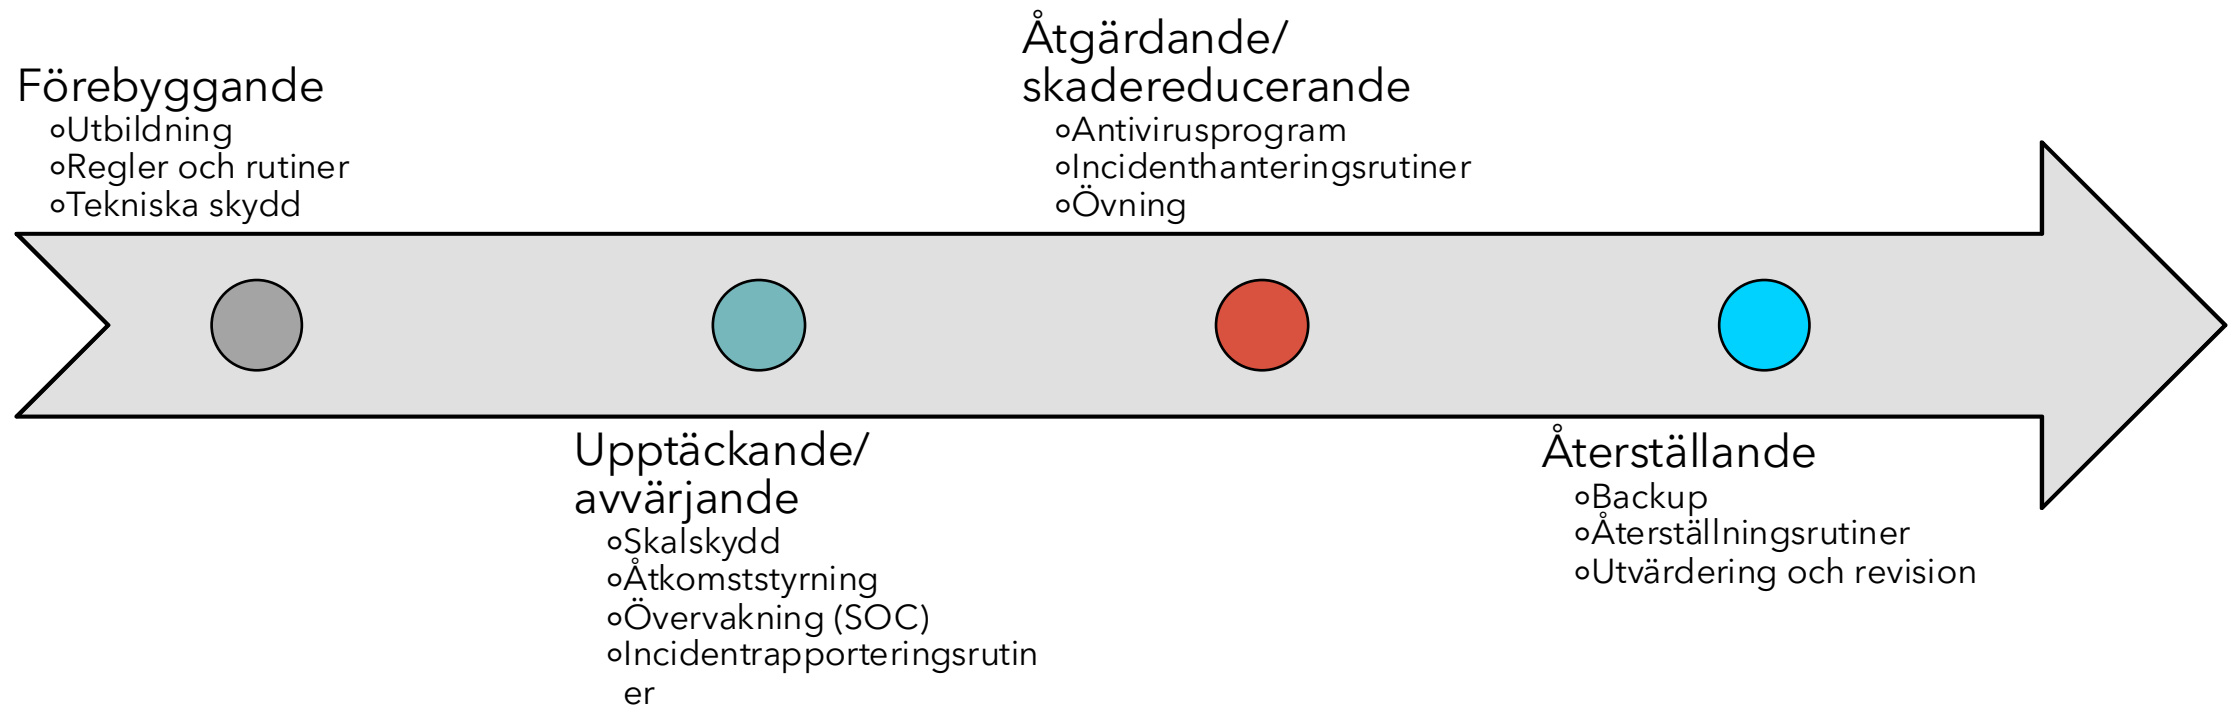 Förebyggande
Utbildning
Regler och rutiner
Tekniska skydd
Upptäckande/
avvärjande
Skalskydd
Åtkomststyrning
Övervakning (SOC)
Incidentrapporteringsrutin
er
Åtgärdande/
skadereducerande
Antivirusprogram
Incidenthanteringsrutiner
Övning
Återställande
Backup
Återställningsrutiner
Utvärdering och revision